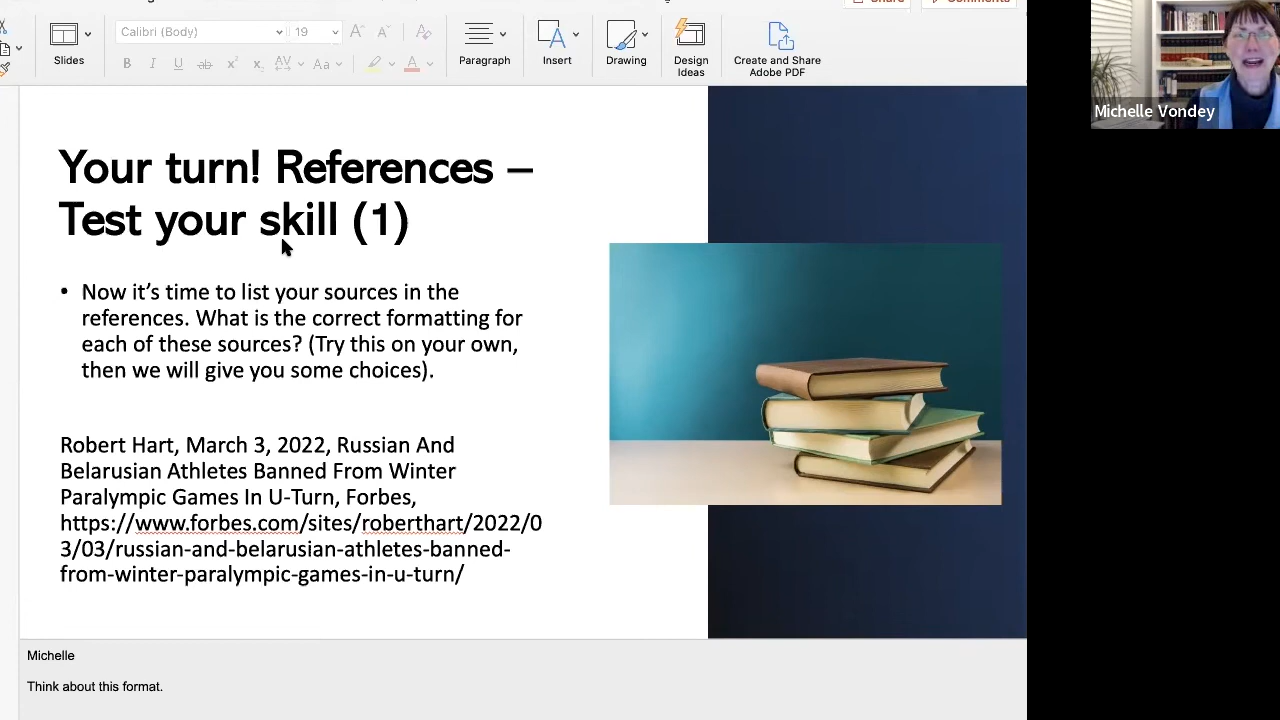 Share
Comments
Calibri (Body)
19
Slides
B I U ab x x AV Aa A
Paragraph
Insert
Drawing
Design
Ideas
Create and Share
Adobe PDF
Michelle Vondey
Your turn! References –
Test your skill (1)
• Now it's time to list your sources in the
references. What is the correct formatting for
each of these sources? (Try this on your own,
then we will give you some choices).
Robert Hart, March 3, 2022, Russian And
Belarusian Athletes Banned From Winter
Paralympic Games In U-Turn, Forbes,
https://www.forbes.com/sites/roberthart/2022/0
3/03/russian-and-belarusian-athletes-banned-
from-winter-paralympic-games-in-u-turn/
Michelle
Think about this format.